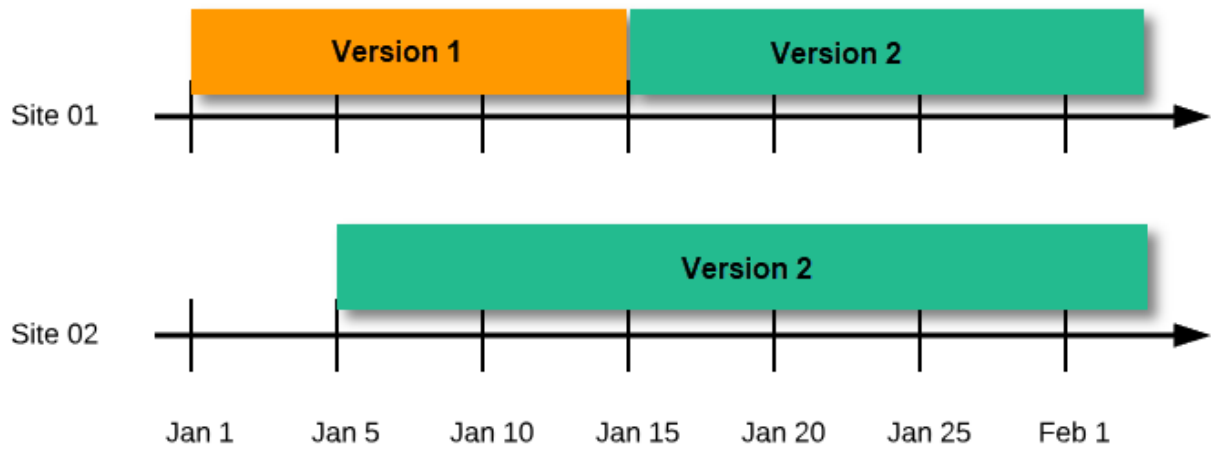 Version 1
Version 2
Site 01
Version 2
Site 02
Jan 1
Jan 5
Jan 10
Jan 15
Jan 20
Jan 25
Feb 1